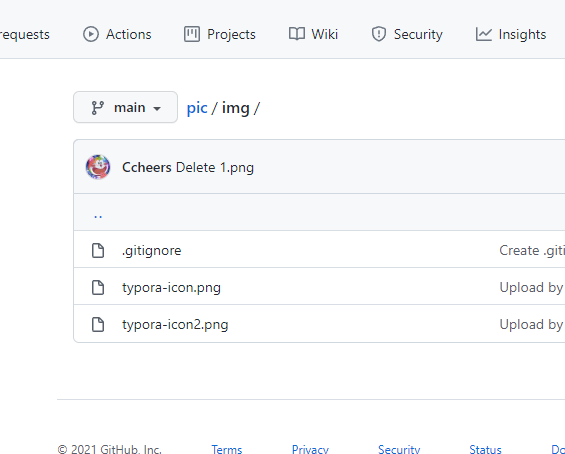 requests Actions Projects Wiki Security Insights
main pic / img /
Ccheers Delete 1.png
..
.gitignore Create .giti
typora-icon.png Upload by
typora-icon2.png Upload by
© 2021 GitHub, Inc. Terms Privacy Security Status Do